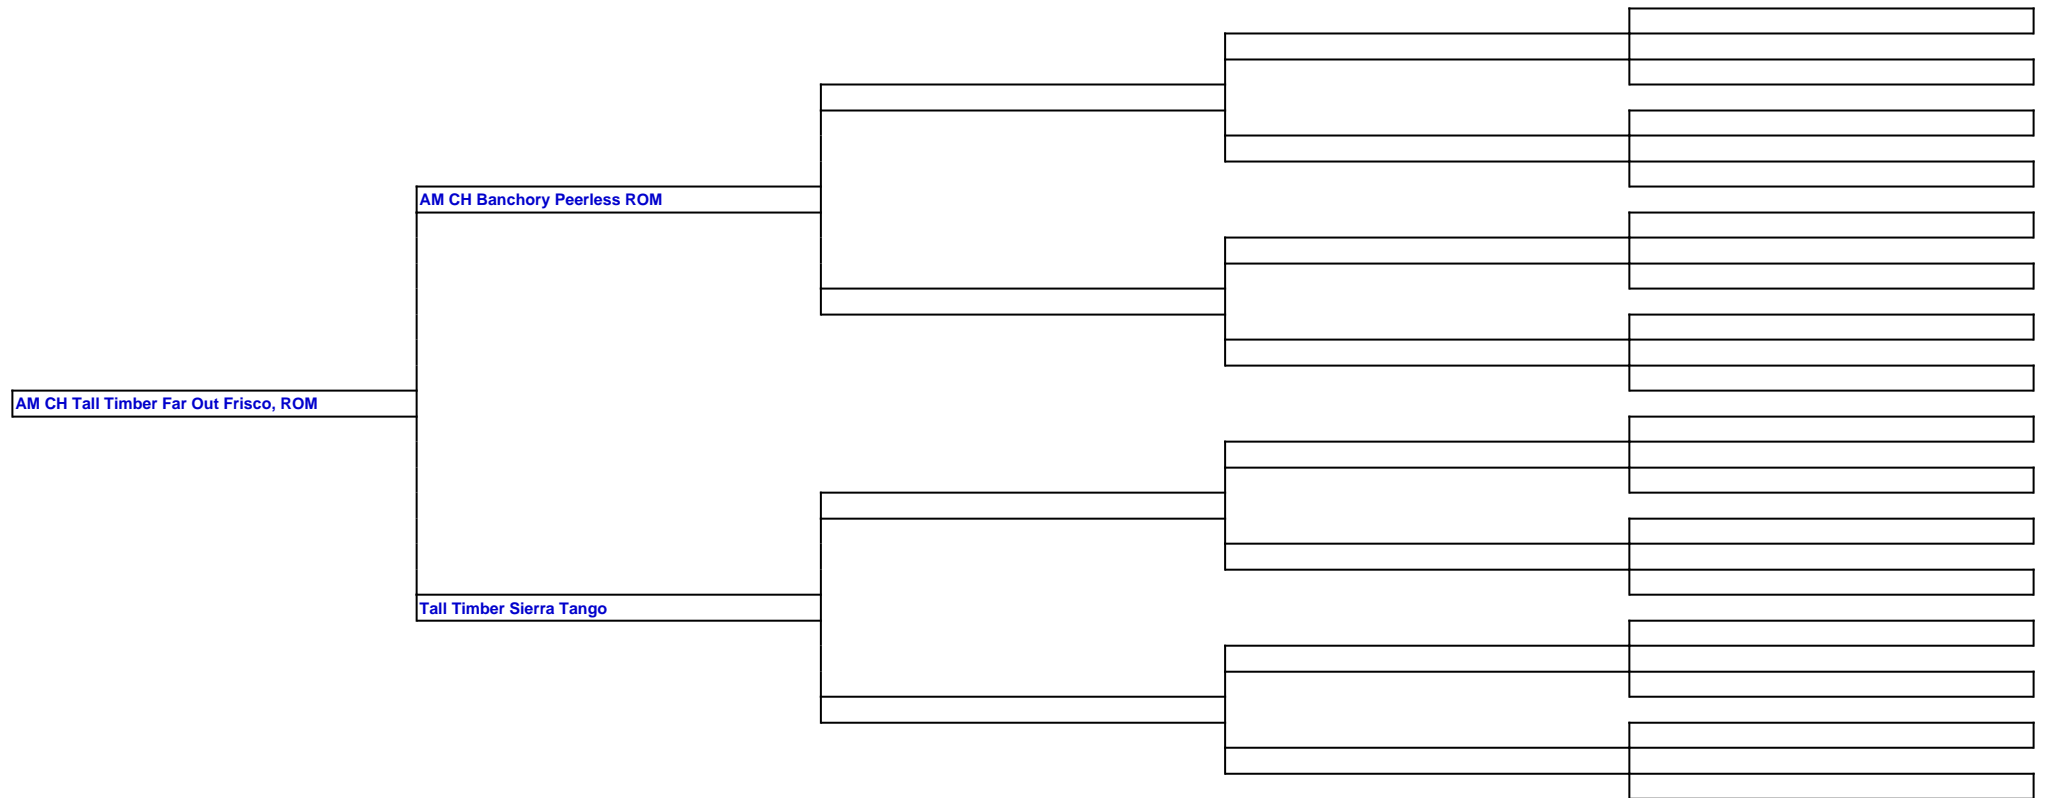 AM CH Banchory Peerless ROM
AM CH Tall Timber Far Out Frisco, ROM
Tall Timber Sierra Tango